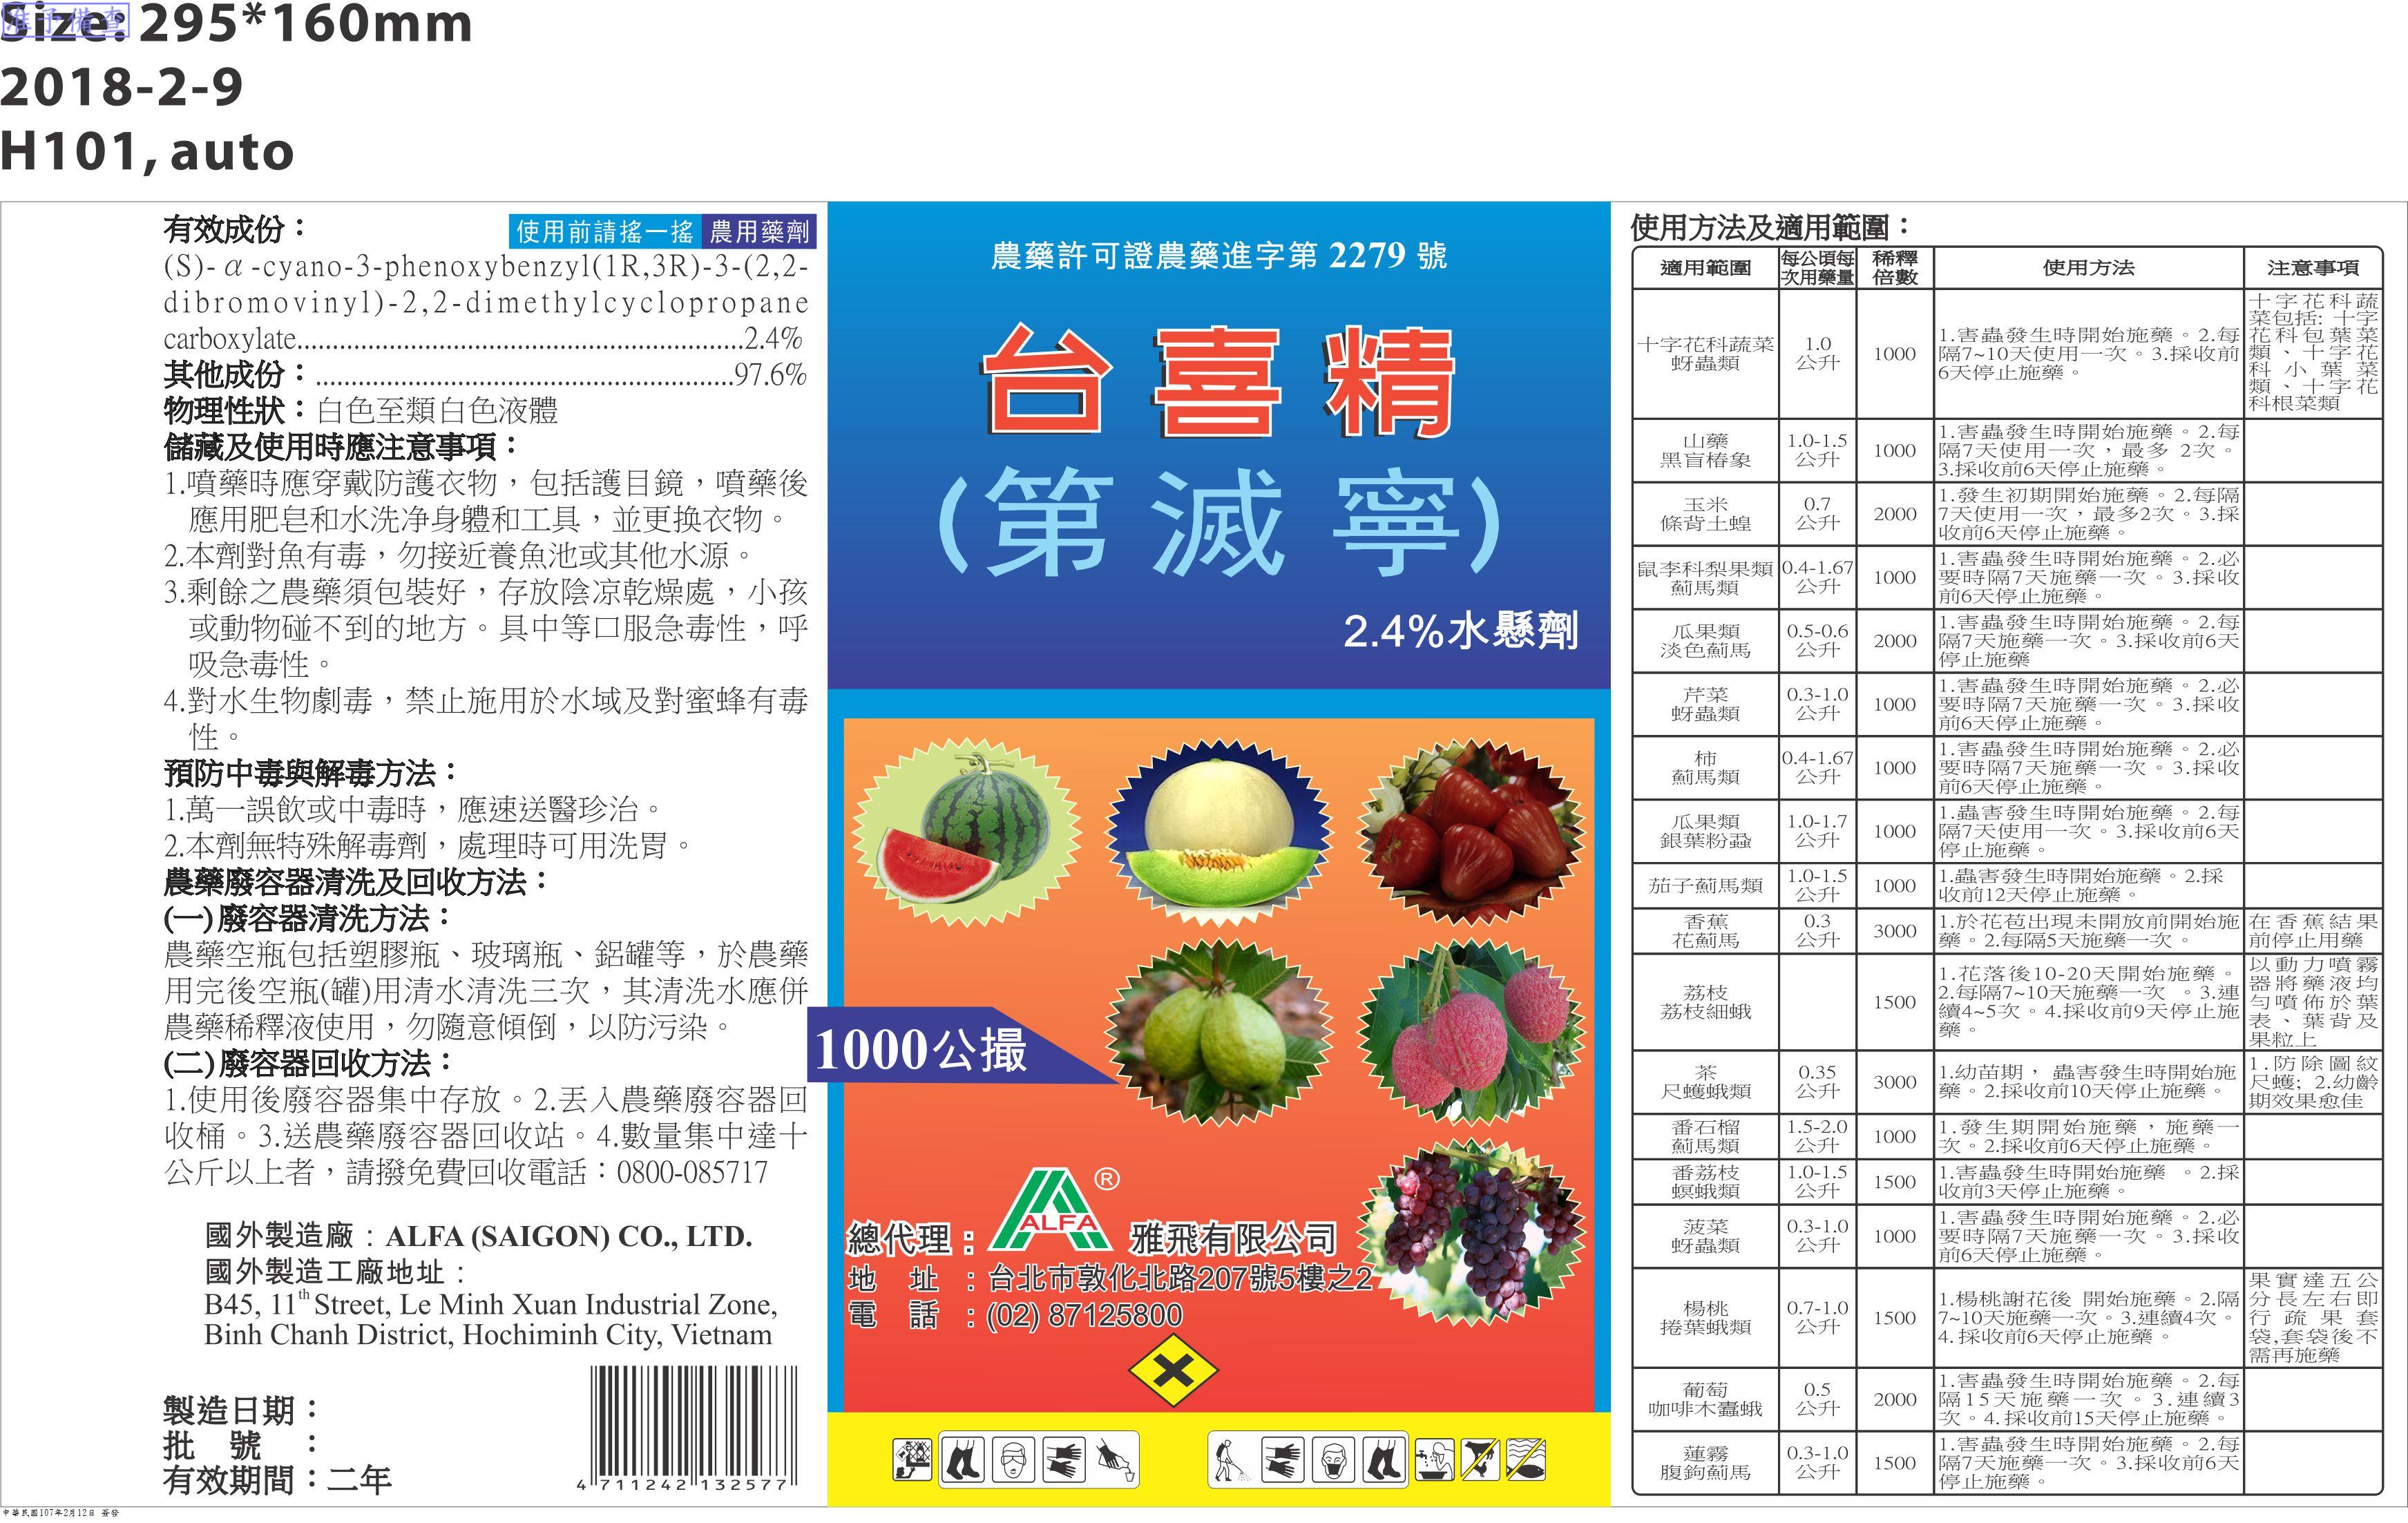 Size: 295*160mm
准予備查
2018-2-9
H101, auto
有效成份：
使用前請搖一搖 農用藥劑
(S)-α-cyano-3-phenoxybenzyl(1R,3R)-3-(2,2-
dibromovinyl)-2,2-dimethylcyclopropane
carboxylate...............................................................2.4%
其他成份：...........................................................97.6%
物理性狀：白色至類白色液體
儲藏及使用時應注意事項：
1.噴藥時應穿戴防護衣物，包括護目鏡，噴藥後
應用肥皂和水洗净身軆和工具，並更換衣物。
2.本劑對魚有毒，勿接近養魚池或其他水源。
3.剩餘之農藥須包裝好，存放陰凉乾燥處，小孩
或動物碰不到的地方。具中等口服急毒性，呼
吸急毒性。
4.對水生物劇毒，禁止施用於水域及對蜜蜂有毒
性。
預防中毒與解毒方法：
1.萬一誤飲或中毒時，應速送醫珍治。
2.本劑無特殊解毒劑，處理時可用洗胃。
農藥廢容器清洗及回收方法：
(一)廢容器清洗方法：
農藥空瓶包括塑膠瓶、玻璃瓶、鋁罐等，於農藥
用完後空瓶(罐)用清水清洗三次，其清洗水應併
農藥稀釋液使用，勿隨意傾倒，以防污染。
(二)廢容器回收方法：
1.使用後廢容器集中存放。2.丟入農藥廢容器回
收桶。3.送農藥廢容器回收站。4.數量集中達十
公斤以上者，請撥免費回收電話：0800-085717
國外製造廠：ALFA (SAIGON) CO., LTD.
國外製造工廠地址：
B45, 11th Street, Le Minh Xuan Industrial Zone,
Binh Chanh District, Hochiminh City, Vietnam
製造日期：
批 號 ：
有效期間：二年
4 711242 132577
農藥許可證農藥進字第 2279 號
台喜精
(第滅寧)
2.4%水懸劑
1000公撮
ALFA ®
總代理： 雅飛有限公司
地 址 ：台北市敦化北路207號5樓之2
電 話 ：(02) 87125800
使用方法及適用範圍：
適用範圍 每公頃每次用藥量 稀釋倍數 使用方法 注意事項
十字花科蔬菜 蚜蟲類 1.0 公升 1000 1.害蟲發生時開始施藥。2.每隔7~10天使用一次。3.採收前6天停止施藥。 十字花科蔬菜包括: 十字花科包葉菜類、十字花科小葉菜類、十字花科根菜類
山藥 黑盲椿象 1.0-1.5 公升 1000 1.害蟲發生時開始施藥。2.每隔7天使用一次，最多 2次。3.採收前6天停止施藥。
玉米 條背土蝗 0.7 公升 2000 1.發生初期開始施藥。2.每隔7天使用一次，最多2次。3.採收前6天停止施藥。
鼠李科梨果類 薊馬類 0.4-1.67 公升 1000 1.害蟲發生時開始施藥。2.必要時隔7天施藥一次。3.採收前6天停止施藥。
瓜果類 淡色薊馬 0.5-0.6 公升 2000 1.害蟲發生時開始施藥。2.每隔7天施藥一次。3.採收前6天停止施藥
芹菜 蚜蟲類 0.3-1.0 公升 1000 1.害蟲發生時開始施藥。2.必要時隔7天施藥一次。3.採收前6天停止施藥。
柿 薊馬類 0.4-1.67 公升 1000 1.害蟲發生時開始施藥。2.必要時隔7天施藥一次。3.採收前6天停止施藥。
瓜果類 銀葉粉蝨 1.0-1.7 公升 1000 1.蟲害發生時開始施藥。2.每隔7天使用一次。3.採收前6天停止施藥。
茄子薊馬類 1.0-1.5 公升 1000 1.蟲害發生時開始施藥。2.採收前12天停止施藥。
香蕉 花薊馬 0.3 公升 3000 1.於花苞出現未開放前開始施藥。2.每隔5天施藥一次。 在香蕉結果前停止用藥
荔枝 荔枝細蛾 1500 1.花落後10-20天開始施藥。2.每隔7~10天施藥一次 。3.連續4~5次。4.採收前9天停止施藥。 以動力噴霧器將藥液均勻噴佈於葉表、葉背及果粒上
茶 尺蠖蛾類 0.35 公升 3000 1.幼苗期， 蟲害發生時開始施藥。2.採收前10天停止施藥。 1.防除圖紋尺蠖; 2.幼齡期效果愈佳
番石榴 薊馬類 1.5-2.0 公升 1000 1.發生期開始施藥，施藥一次。2.採收前6天停止施藥。
番荔枝 螟蛾類 1.0-1.5 公升 1500 1.害蟲發生時開始施藥 。2.採收前3天停止施藥。
菠菜 蚜蟲類 0.3-1.0 公升 1000 1.害蟲發生時開始施藥。2.必要時隔7天施藥一次。3.採收前6天停止施藥。
楊桃 捲葉蛾類 0.7-1.0 公升 1500 1.楊桃謝花後 開始施藥。2.隔7~10天施藥一次。3.連續4次。4.採收前6天停止施藥。 果實達五公分長左右即行疏果套袋,套袋後不需再施藥
葡萄 咖啡木蠹蛾 0.5 公升 2000 1.害蟲發生時開始施藥。2.每隔15天施藥一次。3.連續3次。4.採收前15天停止施藥。
蓮霧 腹鉤薊馬 0.3-1.0 公升 1500 1.害蟲發生時開始施藥。2.每隔7天施藥一次。3.採收前6天停止施藥。
中華民國107年2月12日 簽發